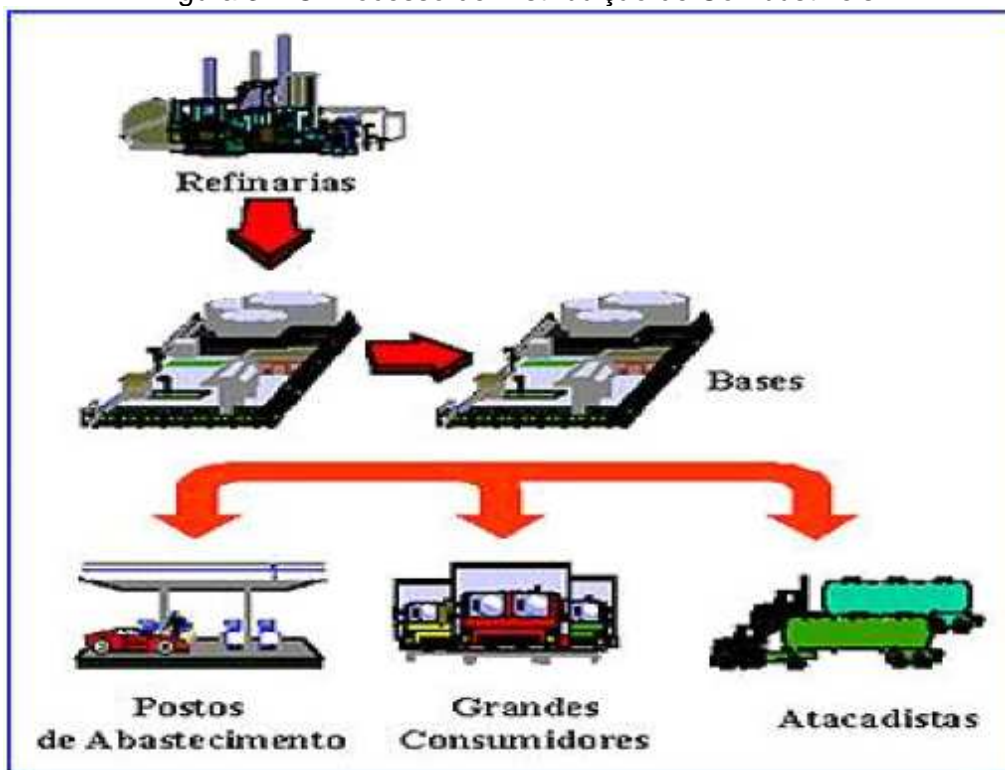 Refinarias
Bases
Postos
de Abastecimento
Grandes
Consumidores
Atacadistas